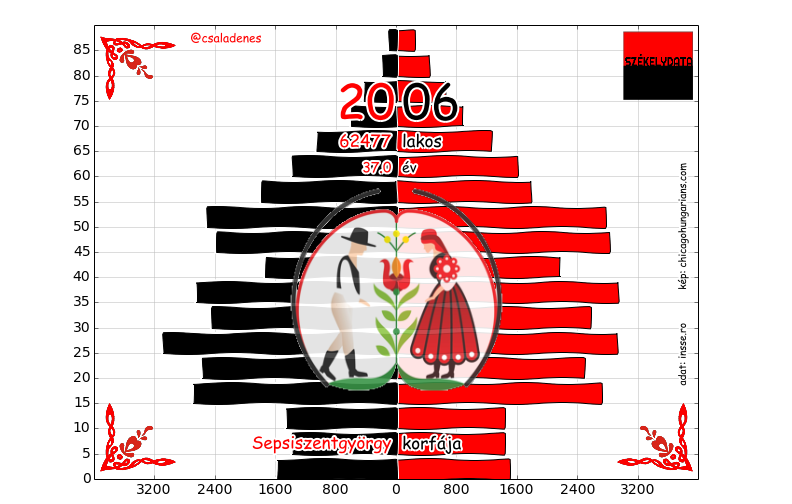 @csaladenes
SZÉKELYDATA
2006
62477 lakos
37.0 év
Sepsiszentgyörgy korfája
kép: chicagohungarians.com
adat: insse.ro
85
80
75
70
65
60
55
50
45
40
35
30
25
20
15
10
5
0
3200 2400 1600 800 0 800 1600 2400 3200